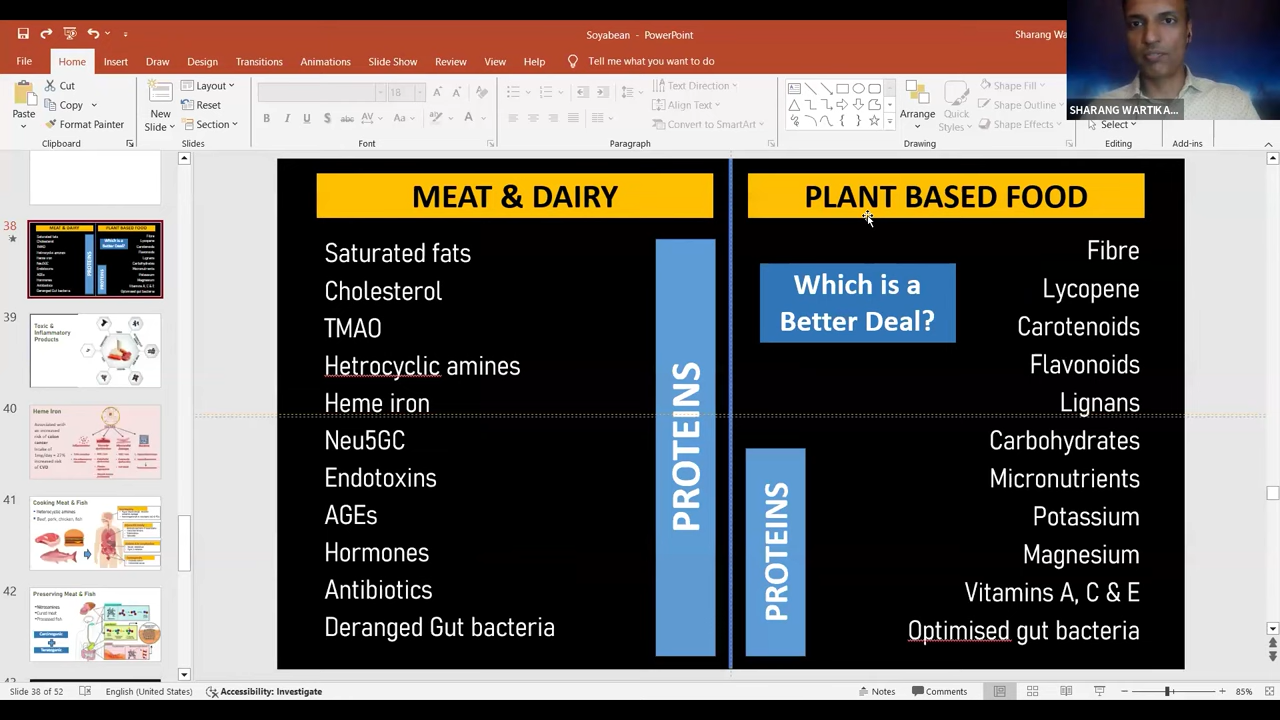 Soyabean - PowerPoint
Sharang Wa
File Home Insert Draw Design Transitions Animations Slide Show Review View Help Tell me what you want to do
Paste
Cut
Copy
Format Painter
Clipboard
New Slide
Layout
Reset
Section
Slides
18
B I U S abc AV Aa A
Font
Text Direction
Align Text
Convert to SmartArt
Paragraph
Arrange
Quick Styles
Shape Fill
Shape Outline
Shape Effects
Drawing
Select
Editing
Add-ins
SHARANG WARTIKA...
38
39
Toxic & Inflammatory Products
40
Heme Iron
41
Cooking Meat & Fish
42
Preserving Meat & Fish
MEAT & DAIRY
Saturated fats
Cholesterol
TMAO
Hetrocyclic amines
Heme iron
Neu5GC
Endotoxins
AGEs
Hormones
Antibiotics
Deranged Gut bacteria
PROTEINS
PLANT BASED FOOD
Which is a
Better Deal?
PROTEINS
Fibre
Lycopene
Carotenoids
Flavonoids
Lignans
Carbohydrates
Micronutrients
Potassium
Magnesium
Vitamins A, C & E
Optimised gut bacteria
Slide 38 of 52 English (United States) Accessibility: Investigate Notes Comments 85%